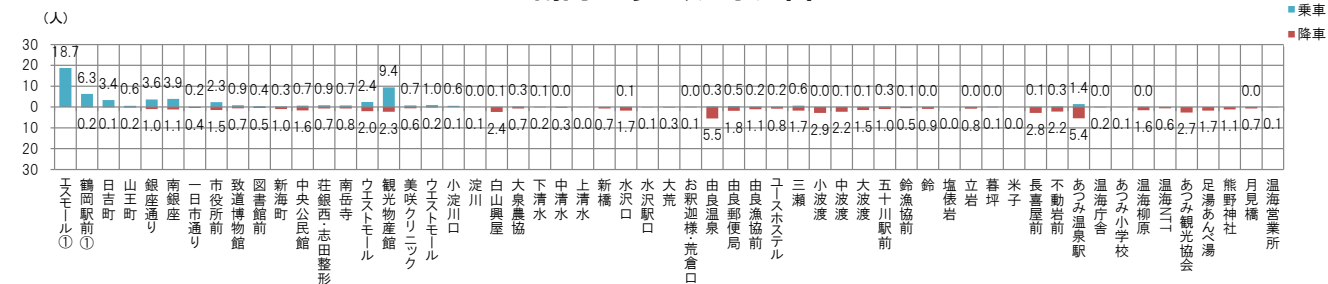 （人）
乗車
降車
30
20
10
0
10
20
30
18.7 6.3 3.4 0.6 3.6 3.9 0.2 2.3 0.9 0.4 0.3 0.7 0.9 0.7 2.4 9.4 0.7 1.0 0.6 0.0 0.1 0.3 0.1 0.0 0.1 0.0 0.3 0.5 0.2 0.2 0.6 0.0 0.1 0.1 0.3 0.1 0.0 0.0 0.0 0.1 0.3 1.4 0.0 0.0 0.0
0.2 0.1 0.2 1.0 1.1 0.4 1.5 0.7 0.5 1.0 1.6 0.7 0.8 2.0 2.3 0.6 0.2 0.1 0.1 2.4 0.7 0.2 0.3 0.0 0.7 1.7 0.1 0.3 0.1 5.5 1.8 1.1 0.8 1.7 2.9 2.2 1.5 1.0 0.5 0.9 0.0 0.8 0.1 0.0 2.8 2.2 5.4 0.2 0.1 1.6 0.6 2.7 1.7 1.1 0.7 0.1
エスモール①
鶴岡駅前①
日吉町
山王町
銀座通り
南銀座
一日市通り
市役所前
致道博物館
図書館前
新海町
中央公民館
荘銀西・志田整形
南岳寺
ウエストモール
観光物産館
美咲クリニック
ウエストモール
小淀川口
淀川
白山興屋
大泉農協
下清水
中清水
上清水
新橋
水沢口
水沢駅口
大荒
お釈迦様・荒倉口
由良温泉
由良郵便局
由良漁協前
ユースホステル
三瀬
小波渡
中波渡
大波渡
五十川駅前
鈴漁協前
鈴
塩俵岩
立岩
暮坪
米子
長喜屋前
不動岩前
あつみ温泉駅
温海庁舎
あつみ小学校
温海柳原
温海NTT
あつみ観光協会
足湯あんべ湯
熊野神社
月見橋
温海営業所